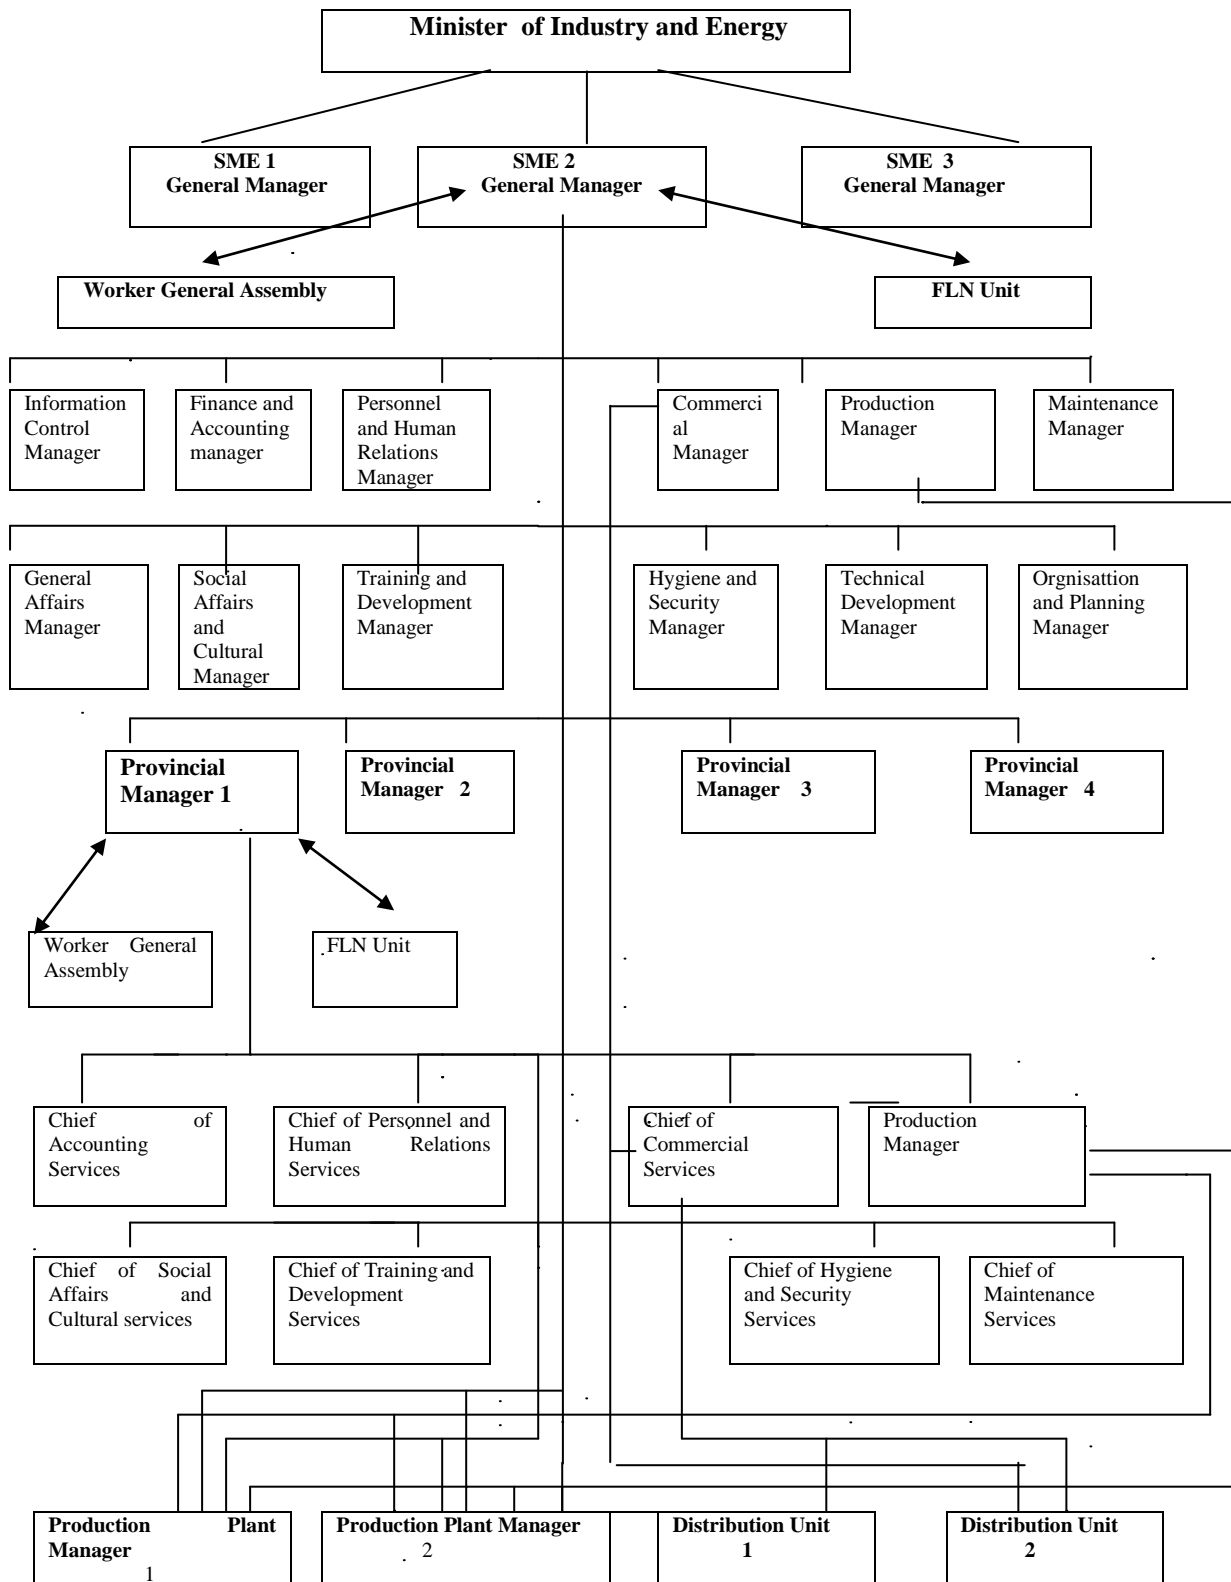 Minister of Industry and Energy
SME 1
General Manager
SME 2
General Manager
SME 3
General Manager
Worker General Assembly
FLN Unit
Information
Control
Manager
Finance and
Accounting
manager
Personnel
and Human
Relations
Manager
Commerci
al
Manager
Production
Manager
Maintenance
Manager
General
Affairs
Manager
Social
Affairs
and
Cultural
Manager
Training and
Development
Manager
Hygiene and
Security
Manager
Technical
Development
Manager
Orgnisattion
and Planning
Manager
Provincial
Manager 1
Provincial
Manager 2
Provincial
Manager 3
Provincial
Manager 4
Worker General
Assembly
FLN Unit
Chief of
Accounting
Services
Chief of Personnel and
Human Relations
Services
Chief of
Commercial
Services
Production
Manager
Chief of Social
Affairs and
Cultural services
Chief of Training and
Development
Services
Chief of Hygiene
and Security
Services
Chief of
Maintenance
Services
Production Plant
Manager
1
Production Plant Manager
2
Distribution Unit
1
Distribution Unit
2